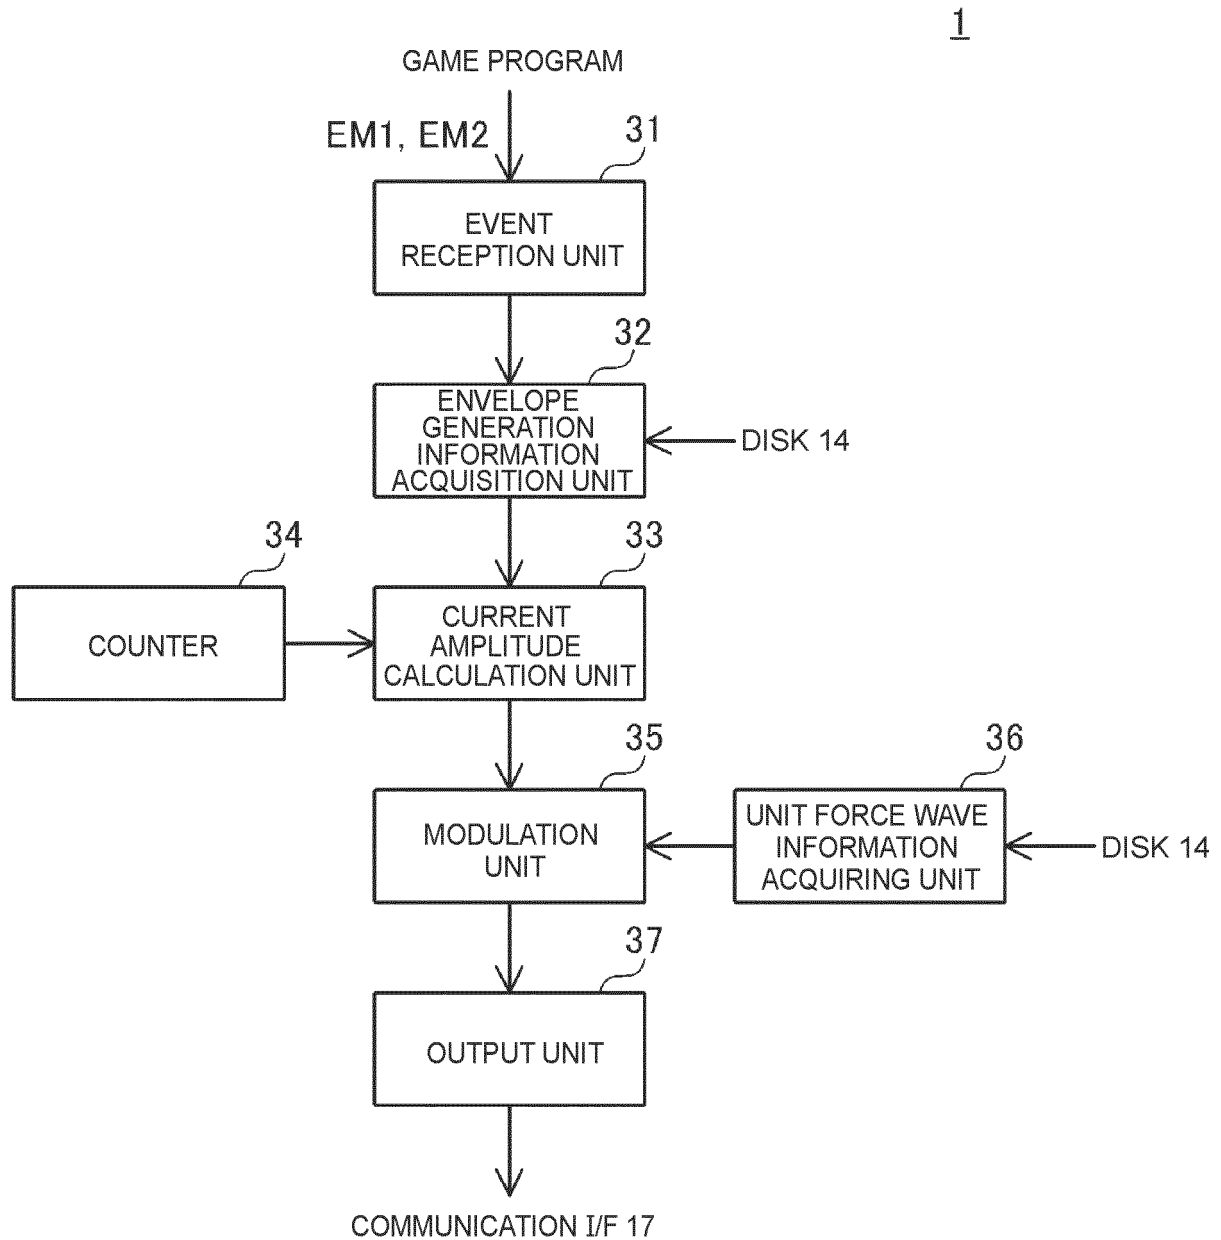 1
GAME PROGRAM
EM1, EM2
31
EVENT
RECEPTION UNIT
32
ENVELOPE
GENERATION
INFORMATION
ACQUISITION UNIT
DISK 14
34
COUNTER
33
CURRENT
AMPLITUDE
CALCULATION UNIT
35
MODULATION
UNIT
36
UNIT FORCE WAVE
INFORMATION
ACQUIRING UNIT
DISK 14
37
OUTPUT UNIT
COMMUNICATION I/F 17